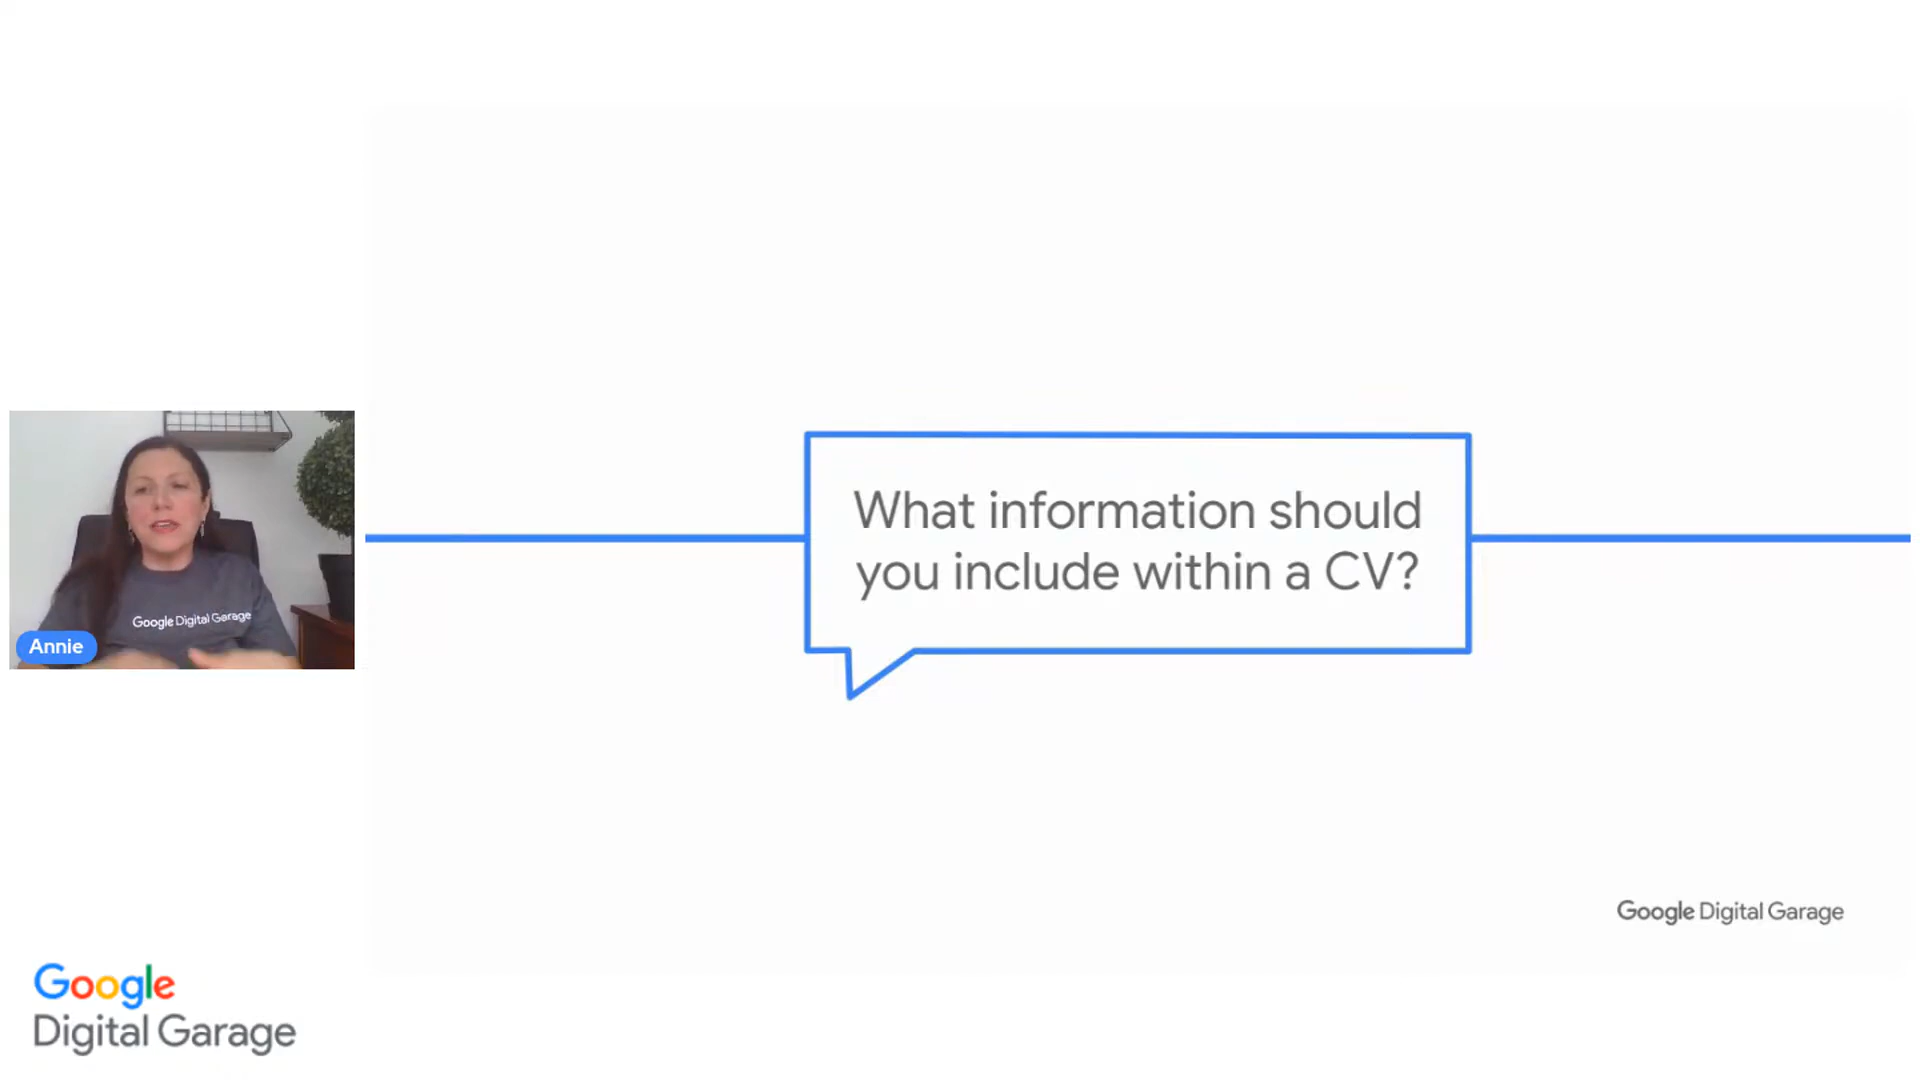 What information should
you include within a CV?
Google Digital Garage
Annie
Google Digital Garage
Google
Digital Garage